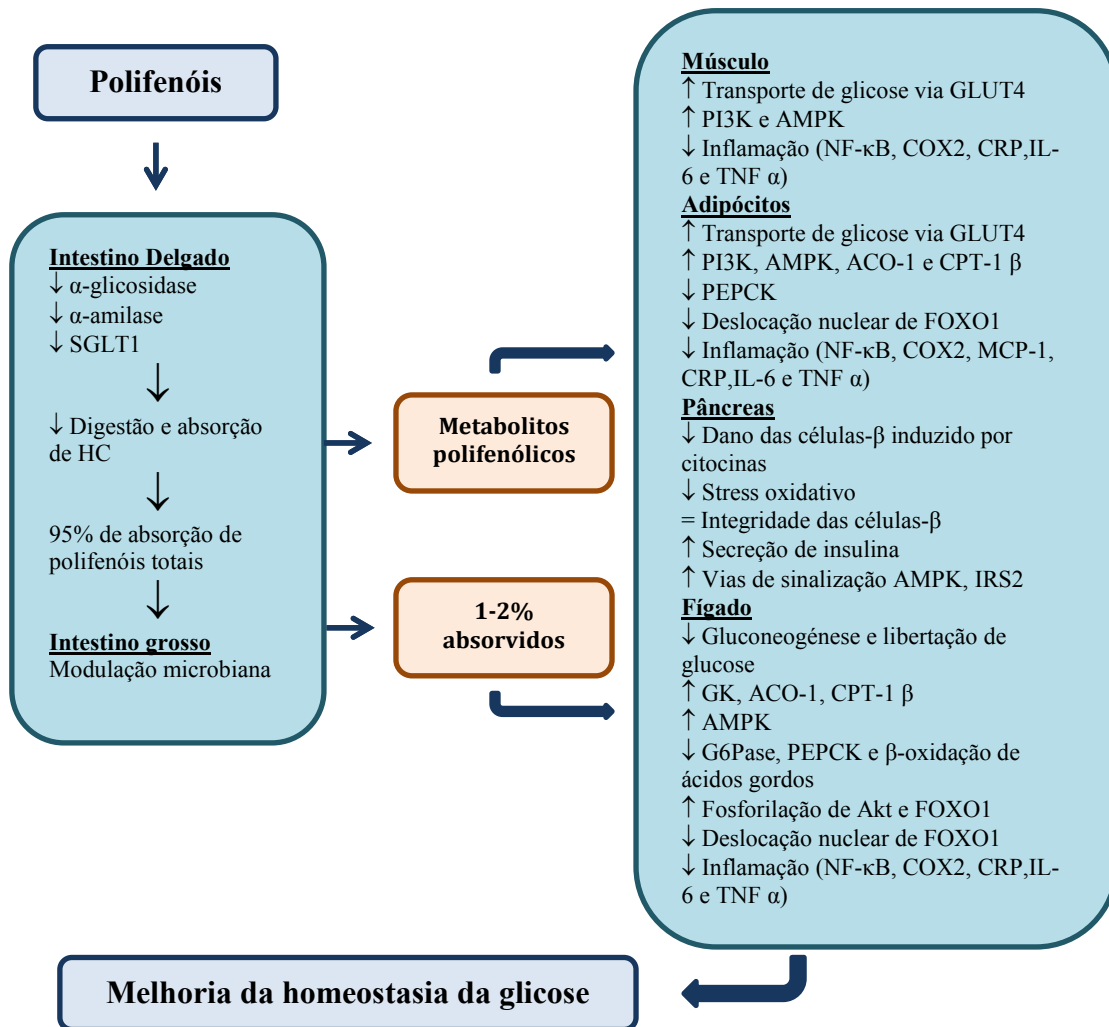 Polifenóis
Intestino Delgado
↓ α-glicosidase
↓ α-amilase
↓ SGLT1
↓ Digestão e absorção
de HC
95% de absorção de
polifenóis totais
Intestino grosso
Modulação microbiana
Metabolitos
polifenólicos
1-2%
absorvidos
Músculo
↑ Transporte de glicose via GLUT4
↑ PI3K e AMPK
↓ Inflamação (NF-κB, COX2, CRP,IL-
6 e TNF α)
Adipócitos
↑ Transporte de glicose via GLUT4
↑ PI3K, AMPK, ACO-1 e CPT-1 β
↓ PEPCK
↓ Deslocação nuclear de FOXO1
↓ Inflamação (NF-κB, COX2, MCP-1,
CRP,IL-6 e TNF α)
Pâncreas
↓ Dano das células-β induzido por
citocinas
↓ Stress oxidativo
= Integridade das células-β
↑ Secreção de insulina
↑ Vias de sinalização AMPK, IRS2
Fígado
↓ Gluconeogénese e libertação de
glucose
↑ GK, ACO-1, CPT-1 β
↑ AMPK
↓ G6Pase, PEPCK e β-oxidação de
ácidos gordos
↑ Fosforilação de Akt e FOXO1
↓ Deslocação nuclear de FOXO1
↓ Inflamação (NF-κB, COX2, CRP,IL-
6 e TNF α)
Melhoria da homeostasia da glicose